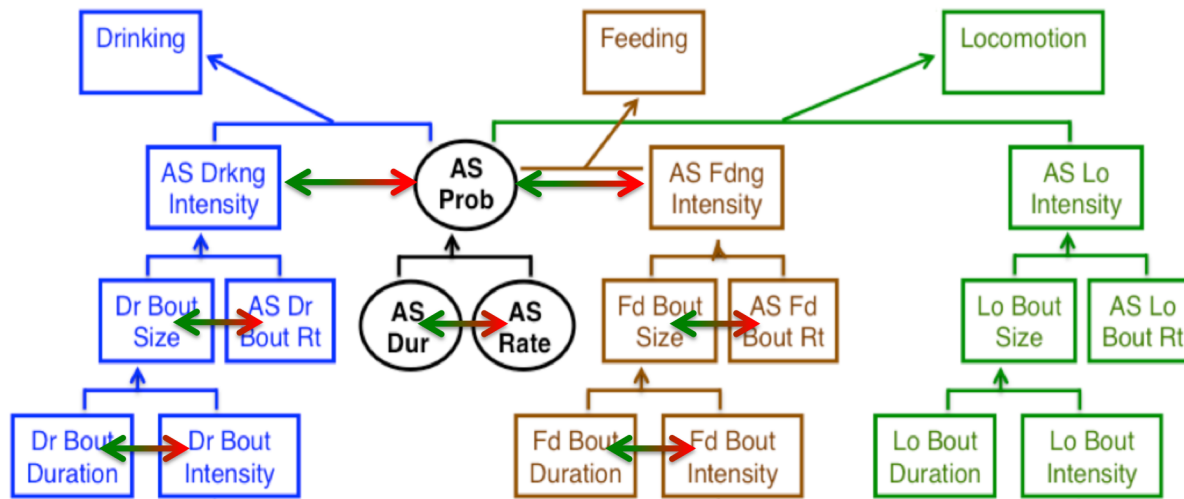 Drinking
Feeding
Locomotion
AS Drkng
Intensity
AS
Prob
AS Fdng
Intensity
AS Lo
Intensity
Dr Bout
Size
AS Dr
Bout Rt
AS
Dur
AS
Rate
Fd Bout
Size
AS Fd
Bout Rt
Lo Bout
Size
AS Lo
Bout Rt
Dr Bout
Duration
Dr Bout
Intensity
Fd Bout
Duration
Fd Bout
Intensity
Lo Bout
Duration
Lo Bout
Intensity